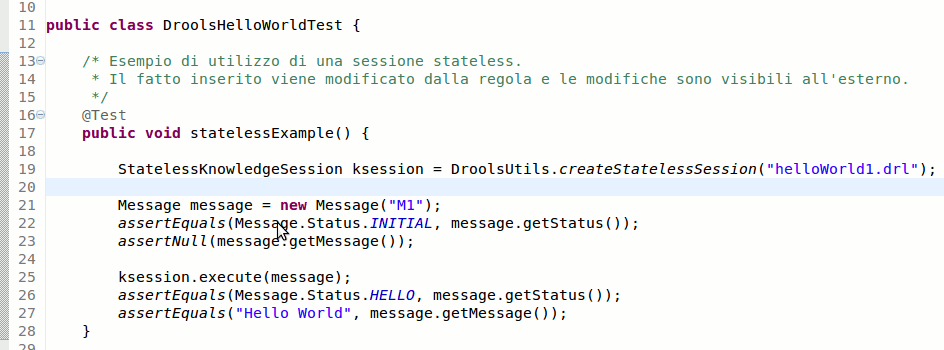 10
11 public class DroolsHelloWorldTest {
12
13 /* Esempio di utilizzo di una sessione stateless.
14 * Il fatto inserito viene modificato dalla regola e le modifiche sono visibili all'esterno.
15 */
16 @Test
17 public void statelessExample() {
18
19 StatelessKnowledgeSession ksession = DroolsUtils.createStatelessSession("helloWorld1.drl");
20
21 Message message = new Message("M1");
22 assertEquals(Message.Status.INITIAL, message.getStatus());
23 assertNull(message.getMessage());
24
25 ksession.execute(message);
26 assertEquals(Message.Status.HELLO, message.getStatus());
27 assertEquals("Hello World", message.getMessage());
28 }
29